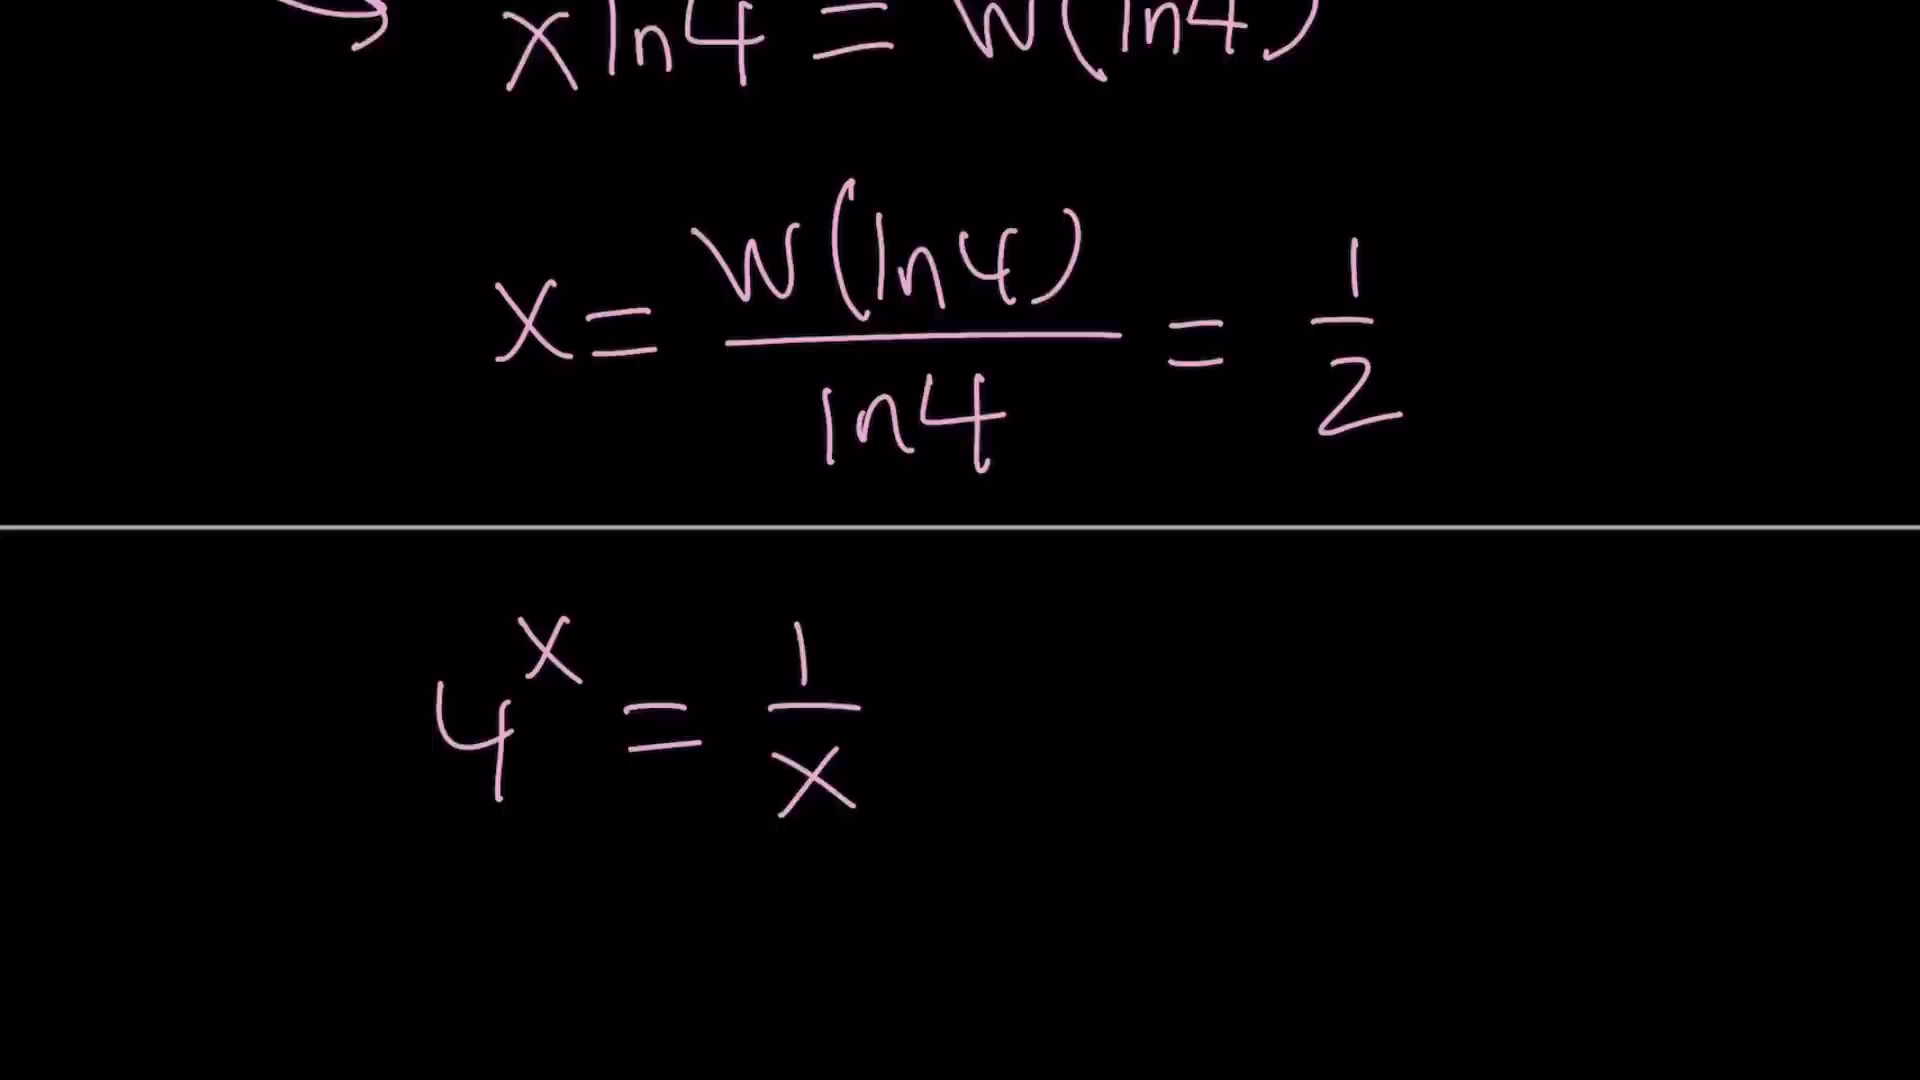 x ln4 = W(ln4)
x = W(ln4)/ln4 = 1/2
4^x = 1/x